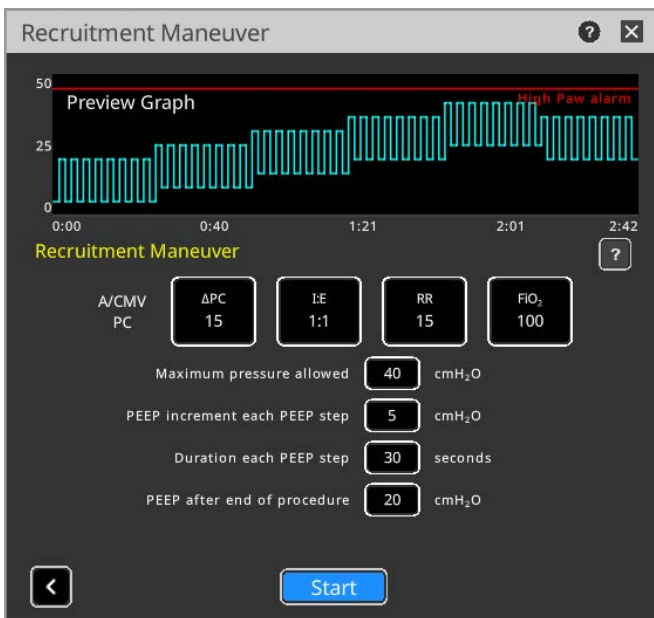 Recruitment Maneuver ?
50
Preview Graph High Paw alarm
25
0
0:00 0:40 1:21 2:01 2:42
Recruitment Maneuver ?
A/CMV
PC
ΔPC
15
I:E
1:1
RR
15
FiO₂
100
Maximum pressure allowed 40 cmH₂O
PEEP increment each PEEP step 5 cmH₂O
Duration each PEEP step 30 seconds
PEEP after end of procedure 20 cmH₂O
Start